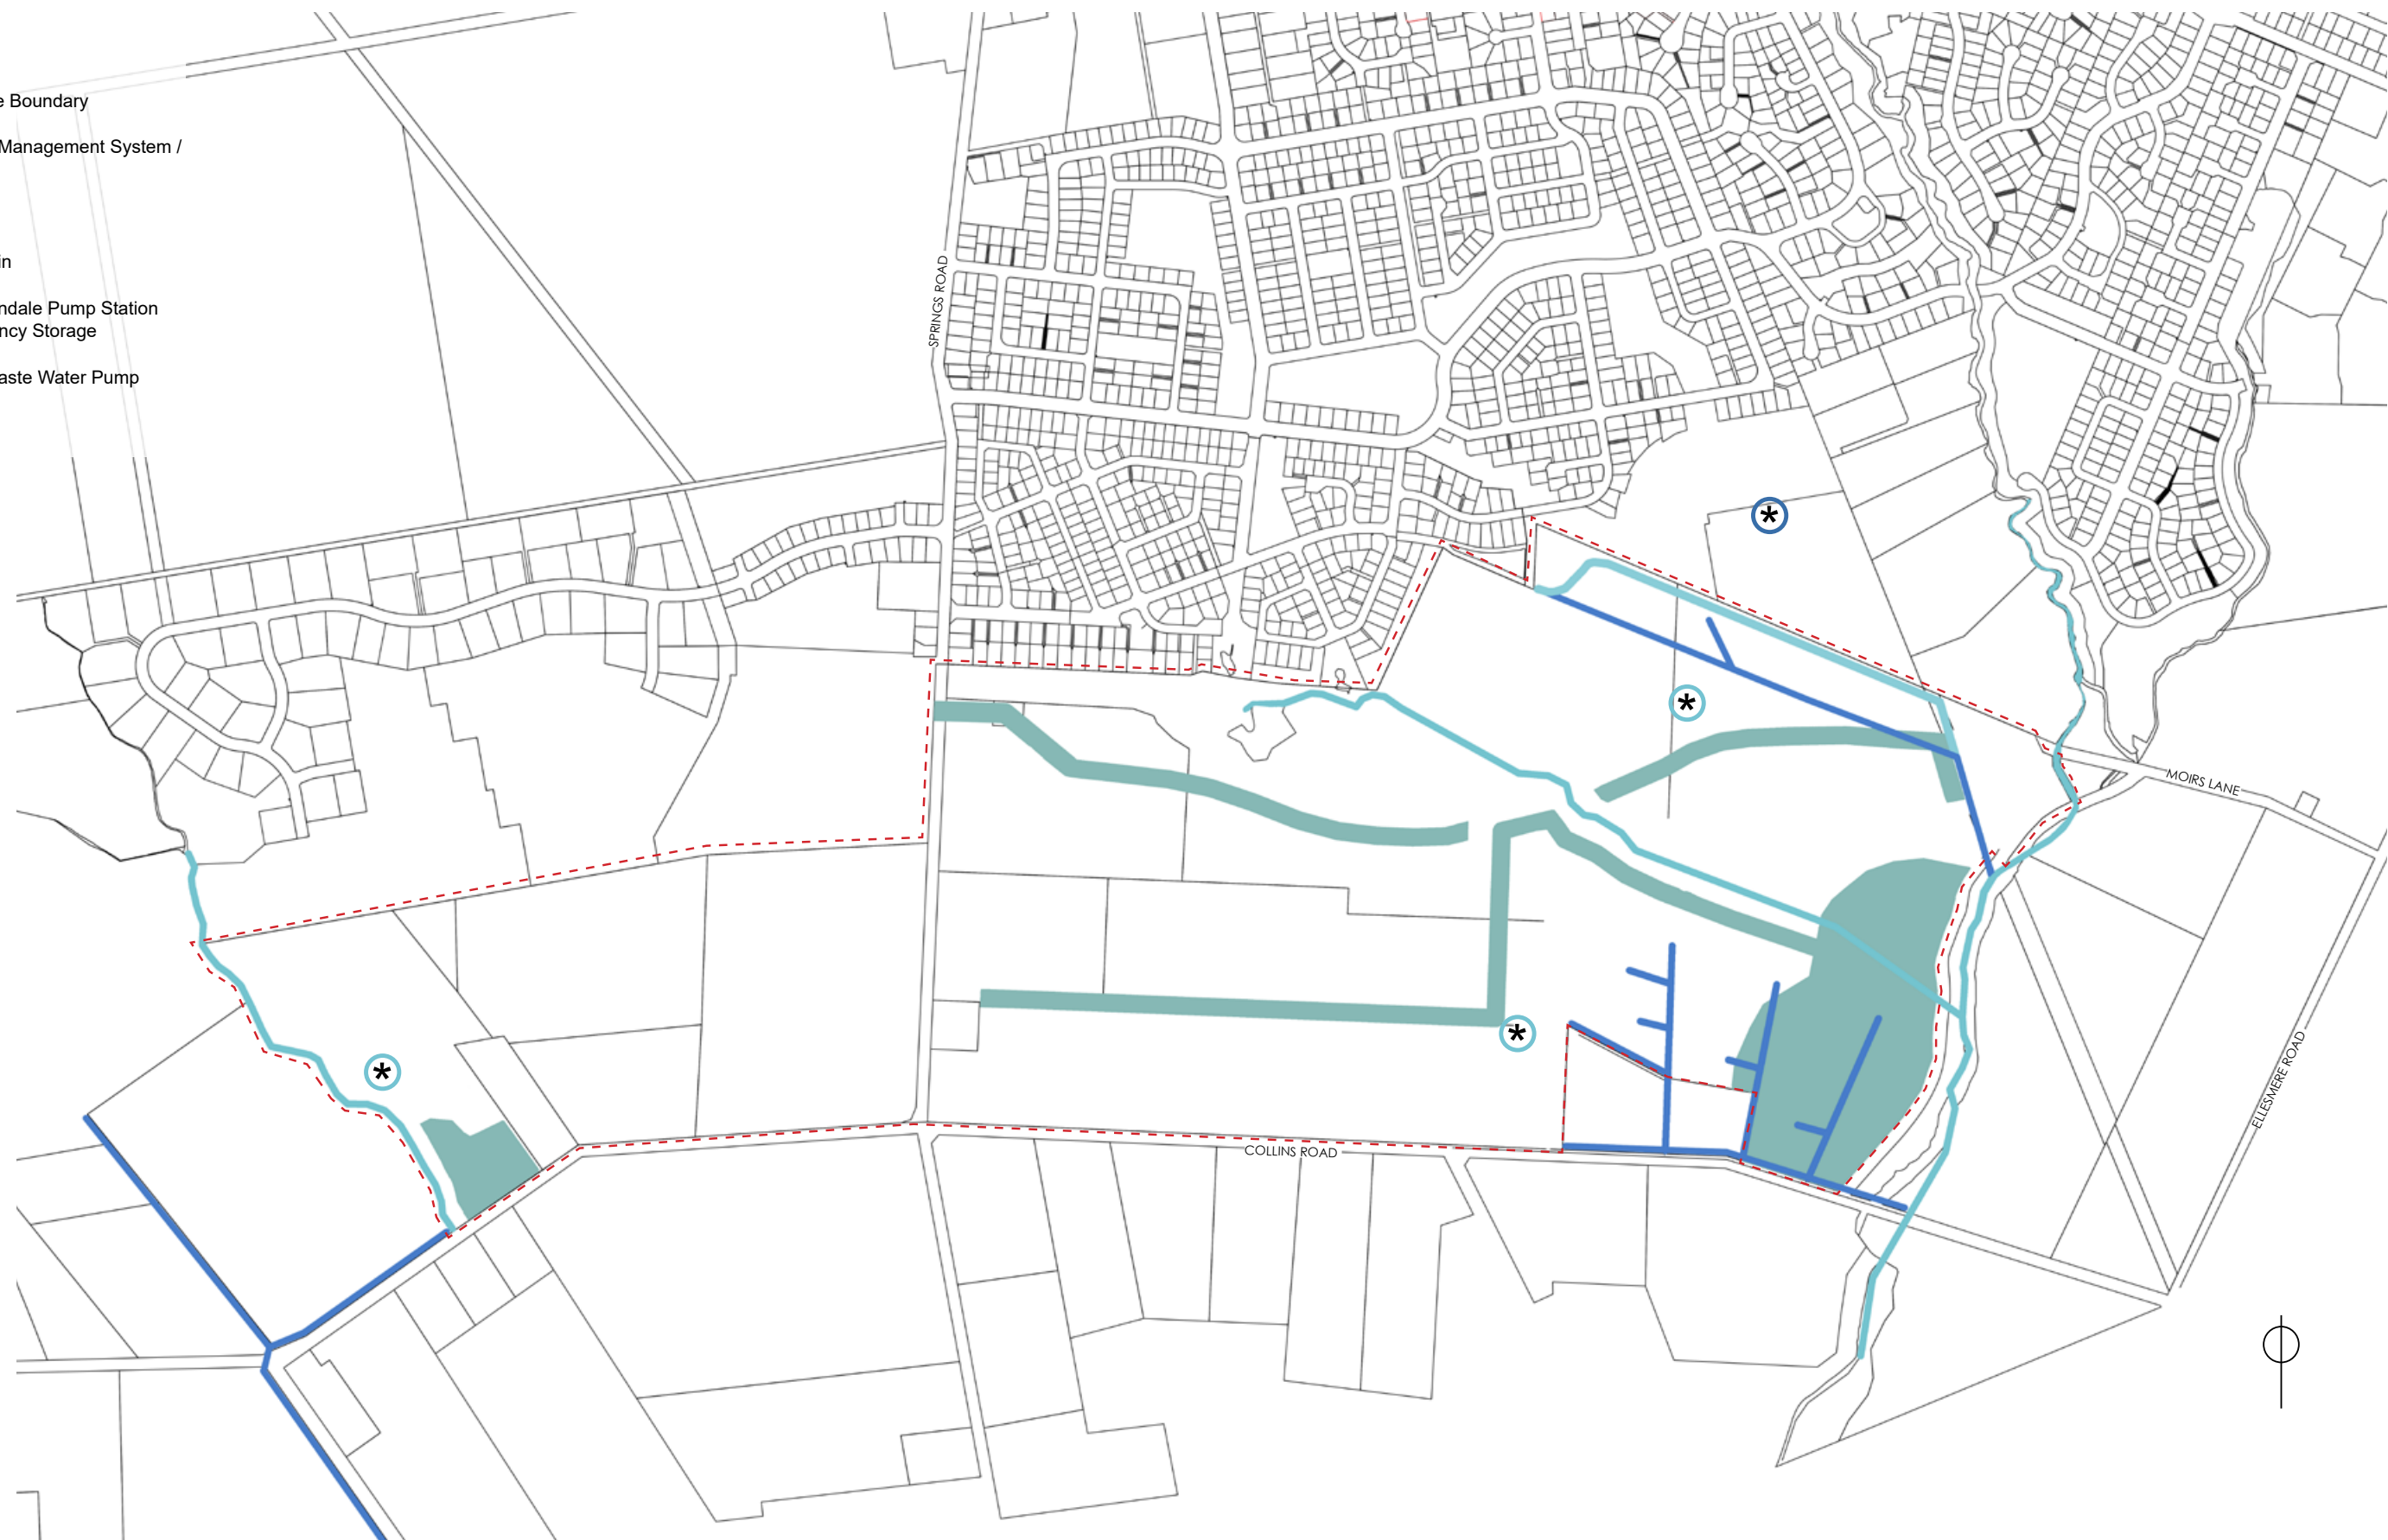 e Boundary
Management System /
in
ndale Pump Station
ncy Storage
aste Water Pump
SPRINGS ROAD
MOIRS LANE
ELLESMERE ROAD
COLLINS ROAD